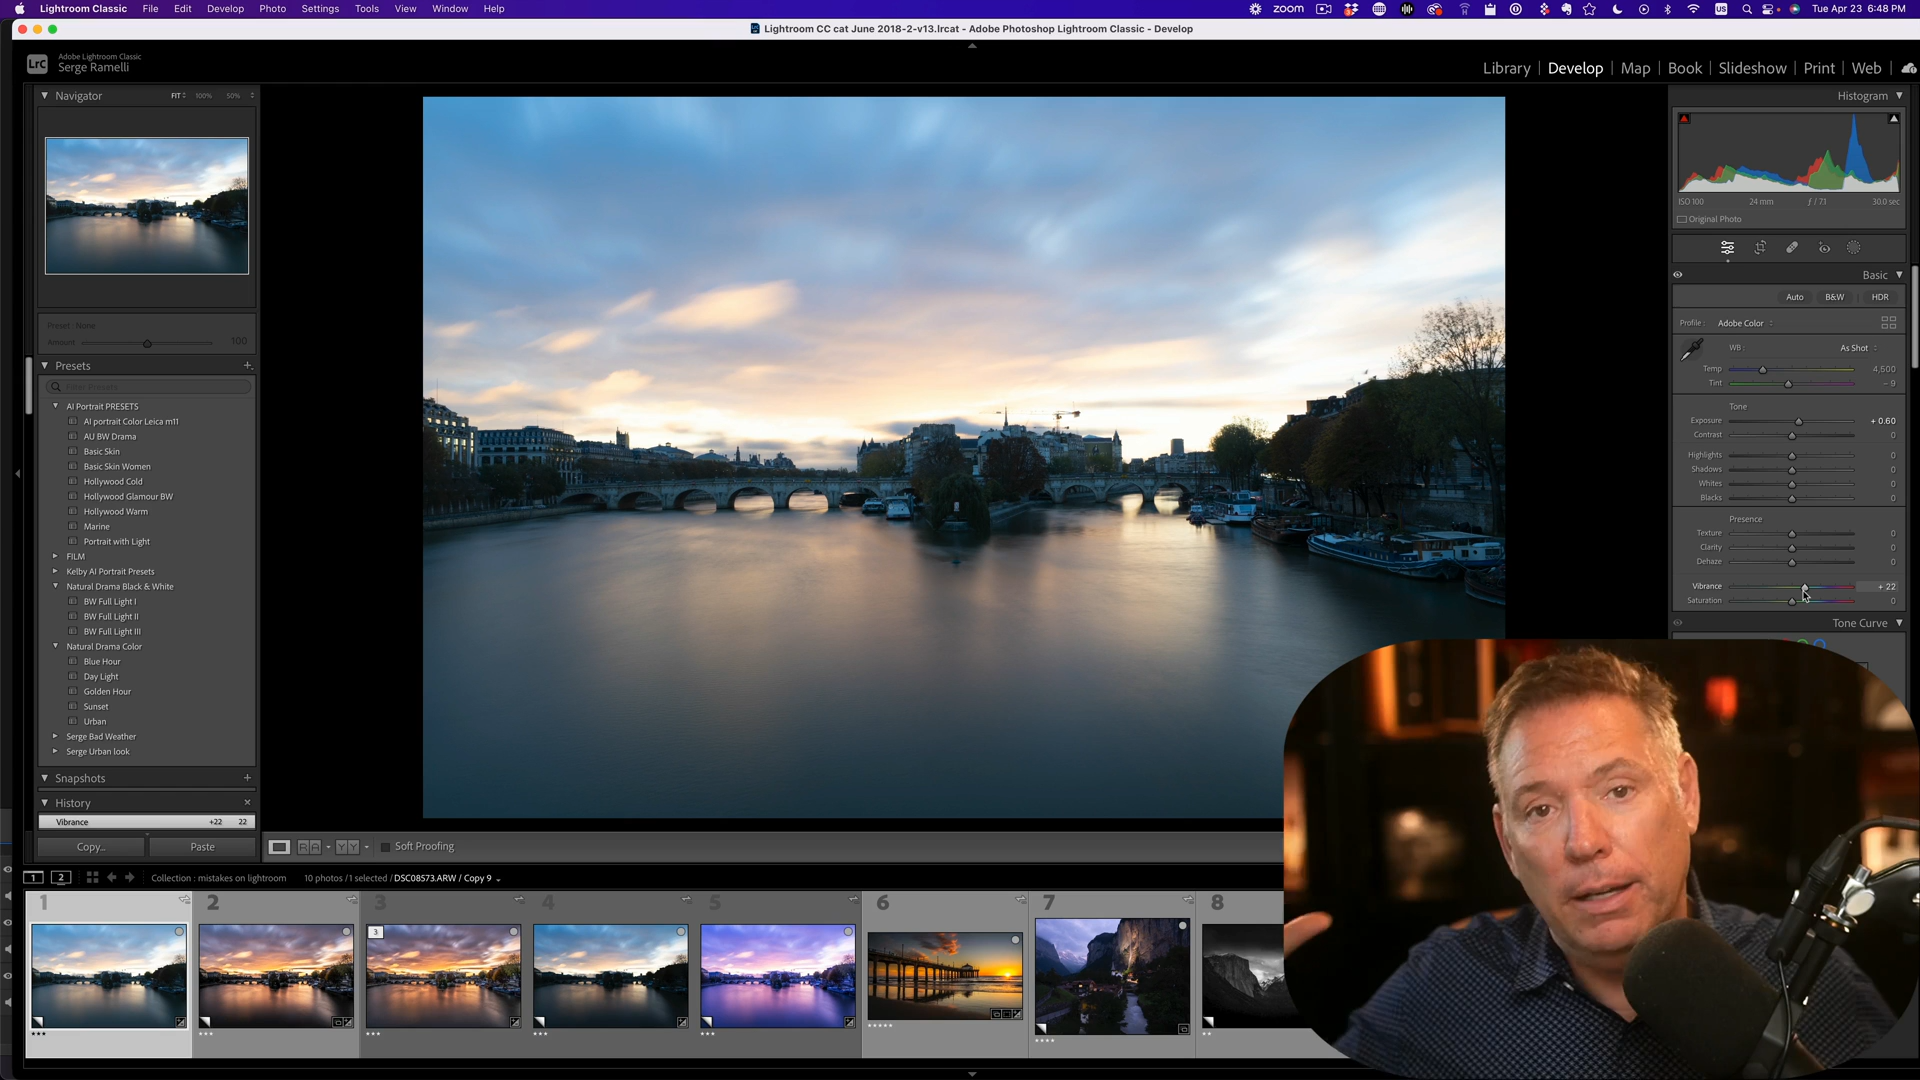 Lightroom Classic File Edit Develop Photo Settings Tools View Window Help
zoom US Tue Apr 23 6:48 PM
Lightroom CC cat June 2018-2-v13.lrcat - Adobe Photoshop Lightroom Classic - Develop
LrC
Adobe Lightroom Classic
Serge Ramelli
Library | Develop | Map | Book | Slideshow | Print | Web
Navigator FIT 100% 50%
Preset: None
Amount 100
Presets
Filter Presets
AI Portrait PRESETS
AI portrait Color Leica m11
AU BW Drama
Basic Skin
Basic Skin Women
Hollywood Cold
Hollywood Glamour BW
Hollywood Warm
Marine
Portrait with Light
FILM
Kelby AI Portrait Presets
Natural Drama Black & White
BW Full Light I
BW Full Light II
BW Full Light III
Natural Drama Color
Blue Hour
Day Light
Golden Hour
Sunset
Urban
Serge Bad Weather
Serge Urban look
Snapshots
History
Vibrance +22 22
Copy... Paste
Soft Proofing
Histogram
ISO 100 24 mm ƒ / 7.1 30.0 sec
Original Photo
Basic
Auto B&W HDR
Profile: Adobe Color
WB: As Shot
Temp 4,500
Tint - 9
Tone
Exposure + 0.60
Contrast 0
Highlights 0
Shadows 0
Whites 0
Blacks 0
Presence
Texture 0
Clarity 0
Dehaze 0
Vibrance + 22
Saturation 0
Tone Curve
1 2 Collection : mistakes on lightroom 10 photos / 1 selected / DSC08573.ARW / Copy 9
1 2 3 4 5 6 7 8
3